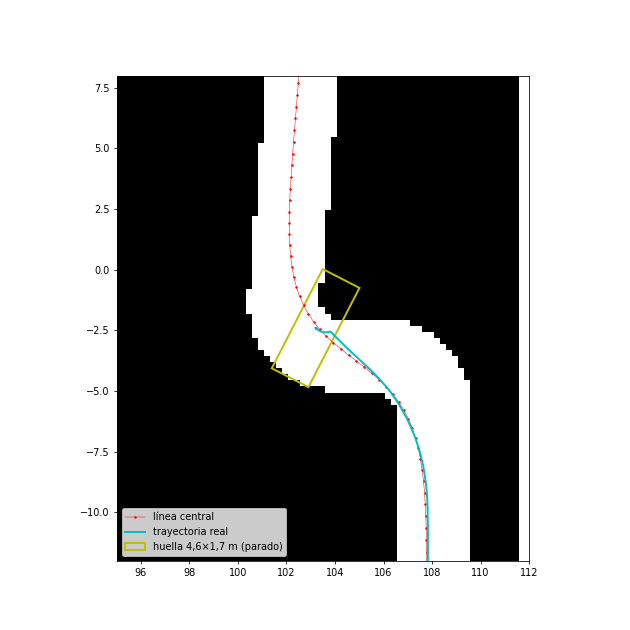 7.5
5.0
2.5
0.0
−2.5
−5.0
−7.5
−10.0
línea central
trayectoria real
huella 4,6×1,7 m (parado)
96 98 100 102 104 106 108 110 112